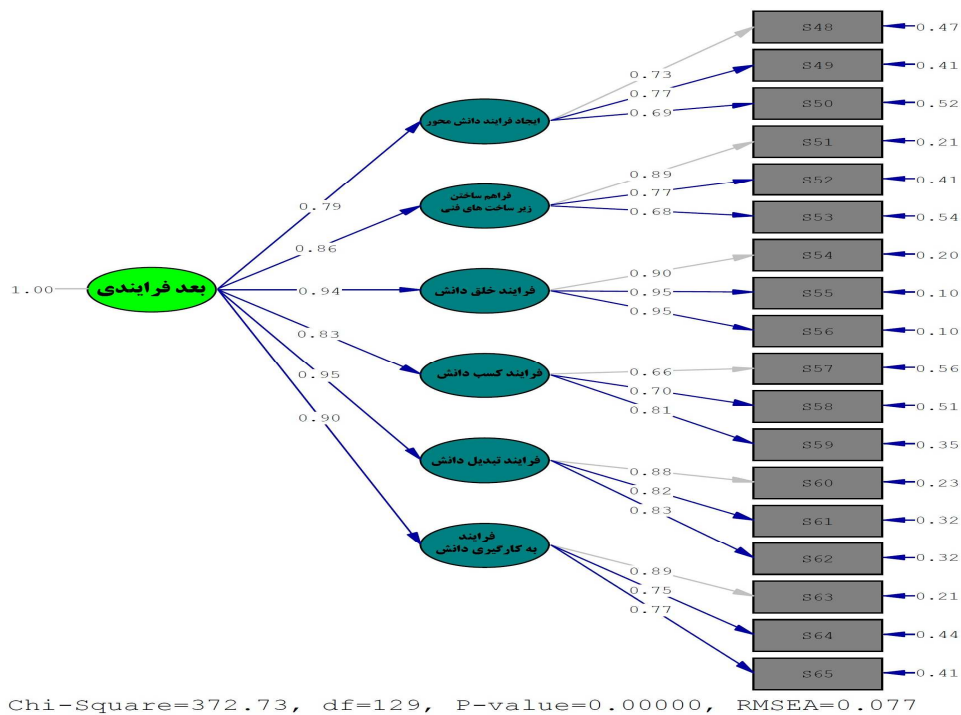 S48
0.47
0.73
S49
0.41
0.77
S50
0.52
0.69
ایجاد فرایند دانش محور
S51
0.21
0.89
S52
0.41
0.77
S53
0.54
0.68
فراهم ساختن
زیر ساخت های فنی
0.79
0.86
S54
0.20
0.90
1.00
بعد فرایندی
0.94
فرایند خلق دانش
0.95
S55
0.10
0.95
S56
0.10
0.83
S57
0.56
0.66
0.95
فرایند کسب دانش
0.70
S58
0.51
0.81
0.90
S59
0.35
فرایند تبدیل دانش
0.88
S60
0.23
0.82
0.83
S61
0.32
فرایند
به کارگیری دانش
S62
0.32
0.89
0.75
S63
0.21
0.77
S64
0.44
S65
0.41
Chi-Square=372.73, df=129, P-value=0.00000, RMSEA=0.077